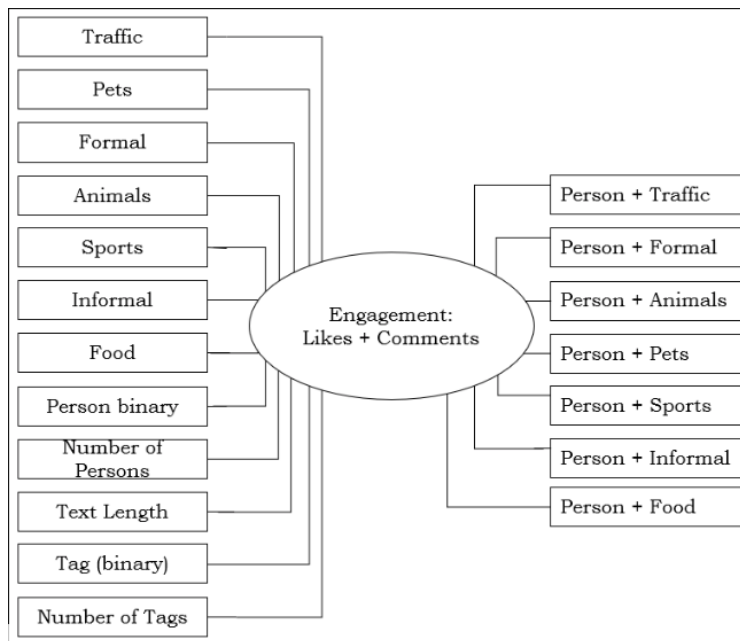 Traffic
Pets
Formal
Animals
Sports
Informal
Food
Person binary
Number of
Persons
Text Length
Tag (binary)
Number of Tags
Engagement:
Likes + Comments
Person + Traffic
Person + Formal
Person + Animals
Person + Pets
Person + Sports
Person + Informal
Person + Food